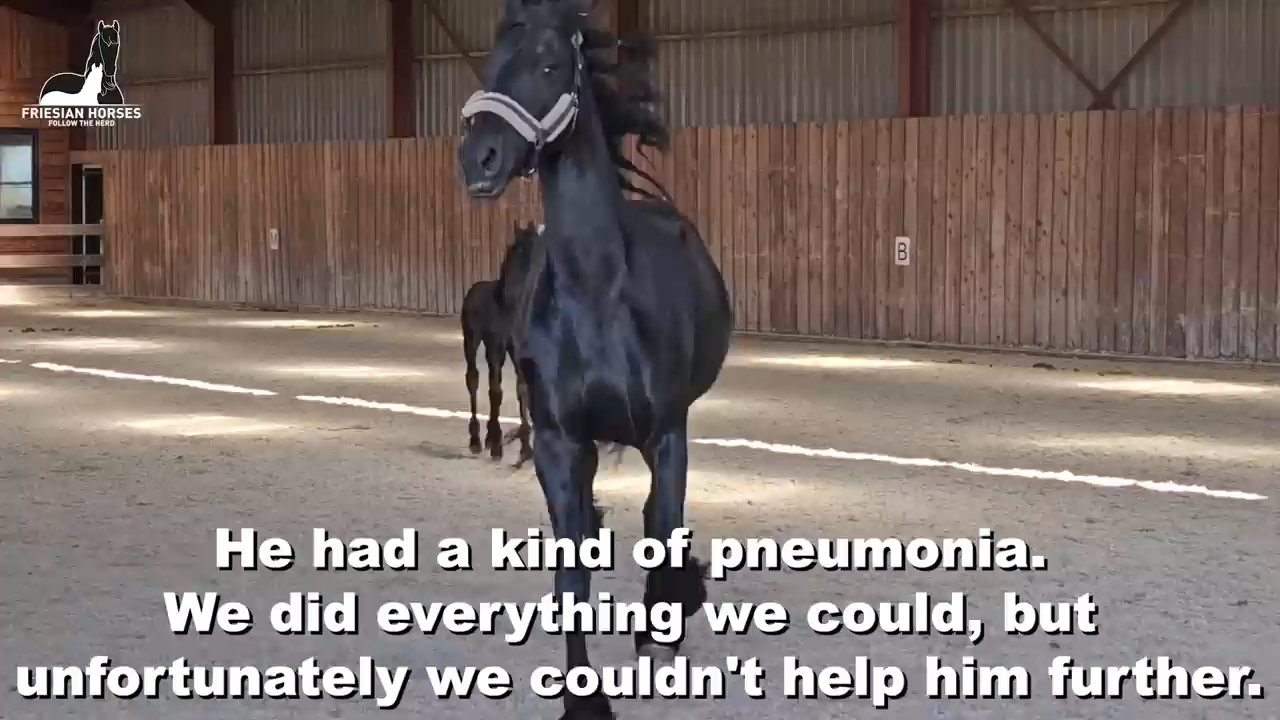 FRIESIAN HORSES
FOLLOW THE HERD
B
He had a kind of pneumonia.
We did everything we could, but
unfortunately we couldn't help him further.